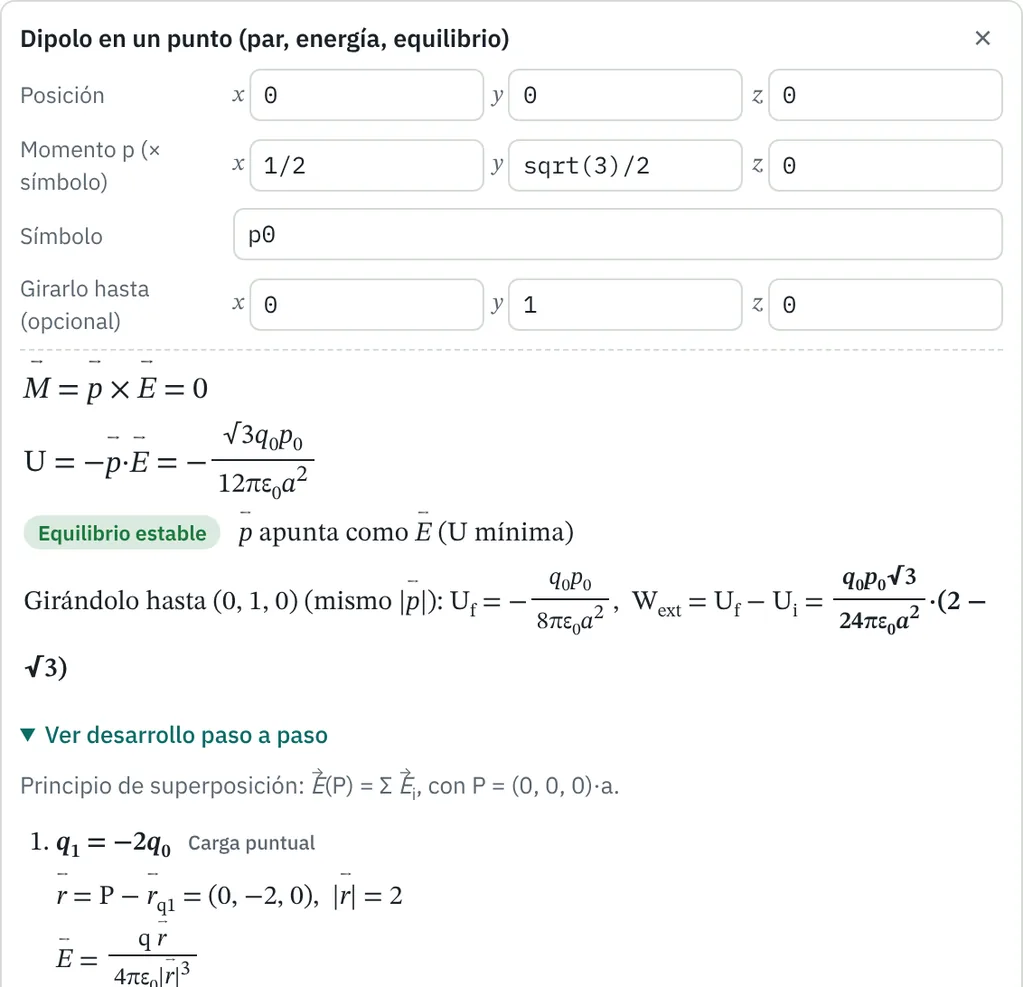 Dipolo en un punto (par, energía, equilibrio) ×
Posición x 0 y 0 z 0
Momento p (× símbolo) x 1/2 y sqrt(3)/2 z 0
Símbolo p0
Girarlo hasta (opcional) x 0 y 1 z 0
M⃗ = p⃗ × E⃗ = 0
U = −p⃗·E⃗ = − √3q₀p₀ / 12πε₀a²
Equilibrio estable p⃗ apunta como E⃗ (U mínima)
Girándolo hasta (0, 1, 0) (mismo |p⃗|): U_f = − q₀p₀ / 8πε₀a², W_ext = U_f − U_i = q₀p₀√3 / 24πε₀a² ·(2 −
√3)
▼ Ver desarrollo paso a paso
Principio de superposición: E⃗(P) = Σ E⃗ᵢ, con P = (0, 0, 0)·a.
1. q₁ = −2q₀ Carga puntual
r⃗ = P − r⃗_q1 = (0, −2, 0), |r⃗| = 2
E⃗ = q r⃗ / 4πε₀|r⃗|³